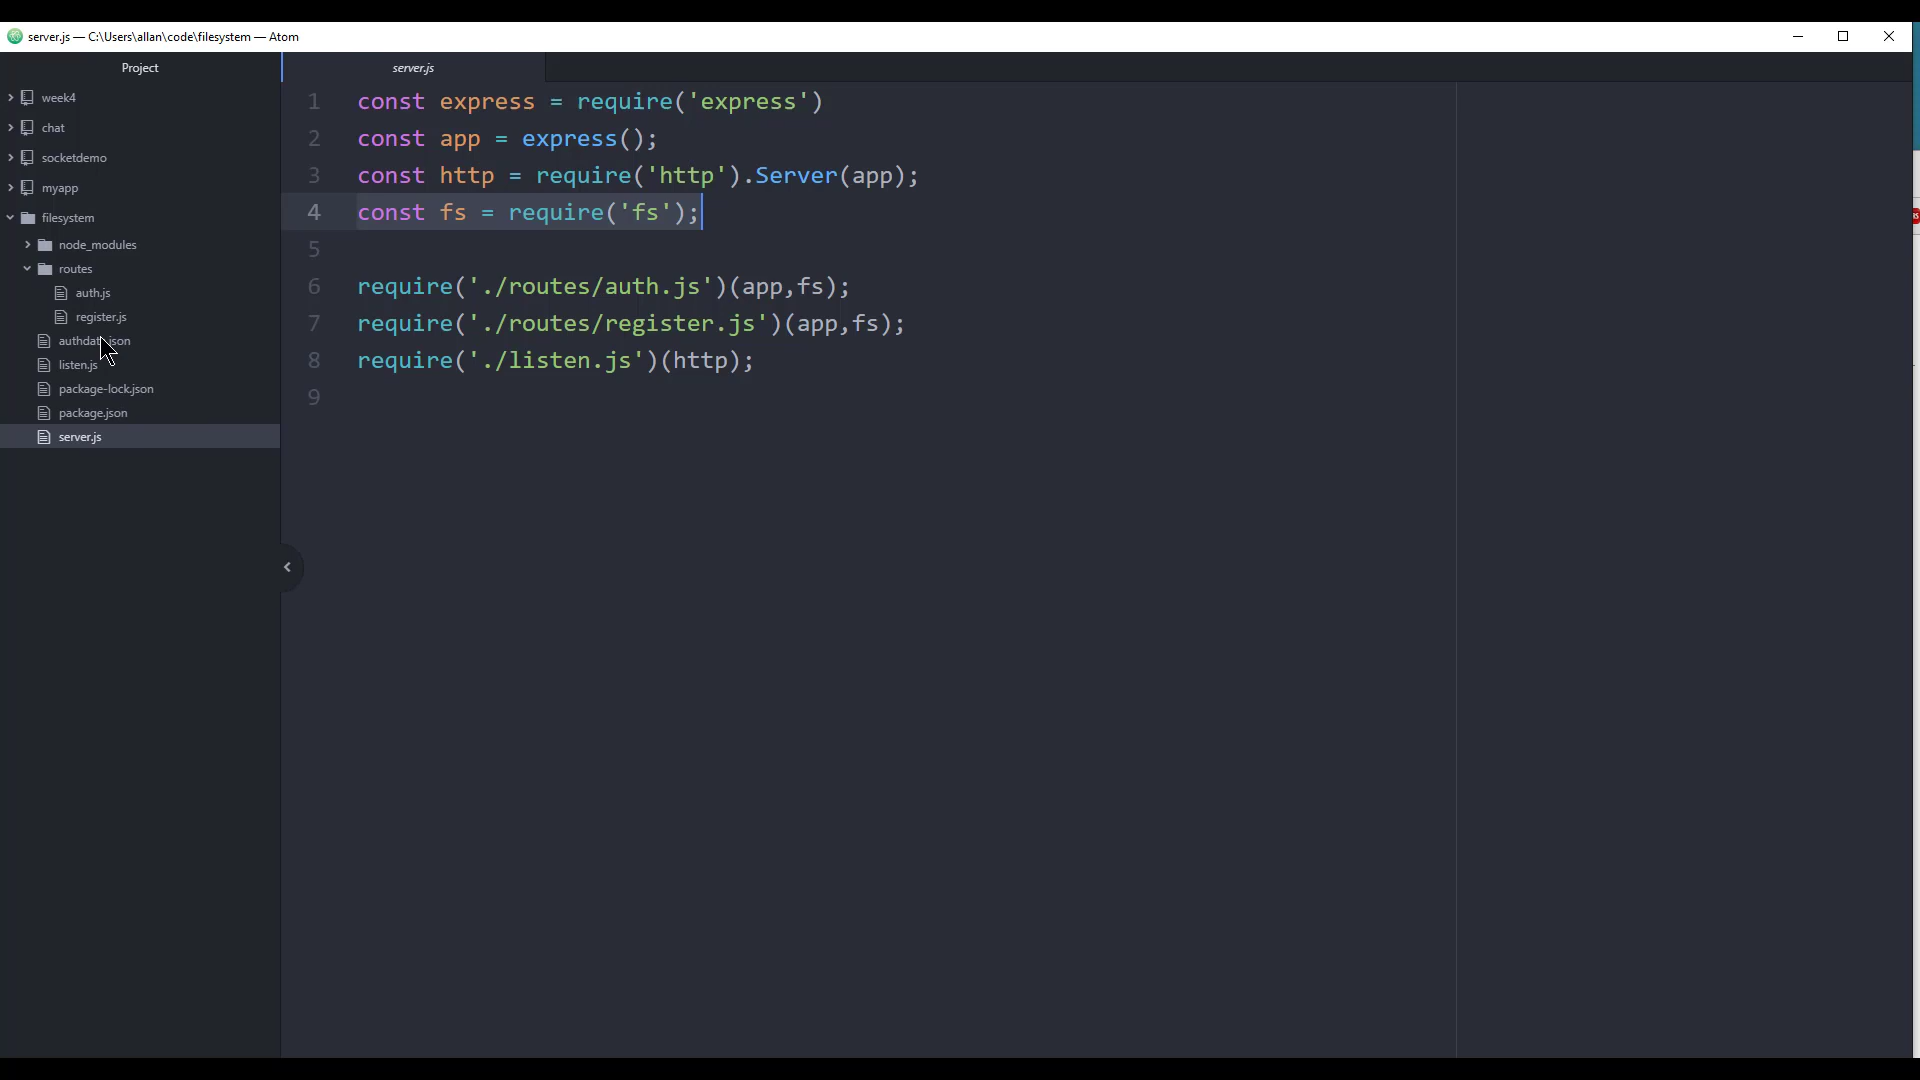 server.js — C:\Users\allan\code\filesystem — Atom
Project
week4
chat
socketdemo
myapp
filesystem
node_modules
routes
auth.js
register.js
listen.js
package-lock.json
package.json
server.js
server.js
1 const express = require('express')
2 const app = express();
3 const http = require('http').Server(app);
4 const fs = require('fs');
5
6 require('./routes/auth.js')(app,fs);
7 require('./routes/register.js')(app,fs);
8 require('./listen.js')(http);
9